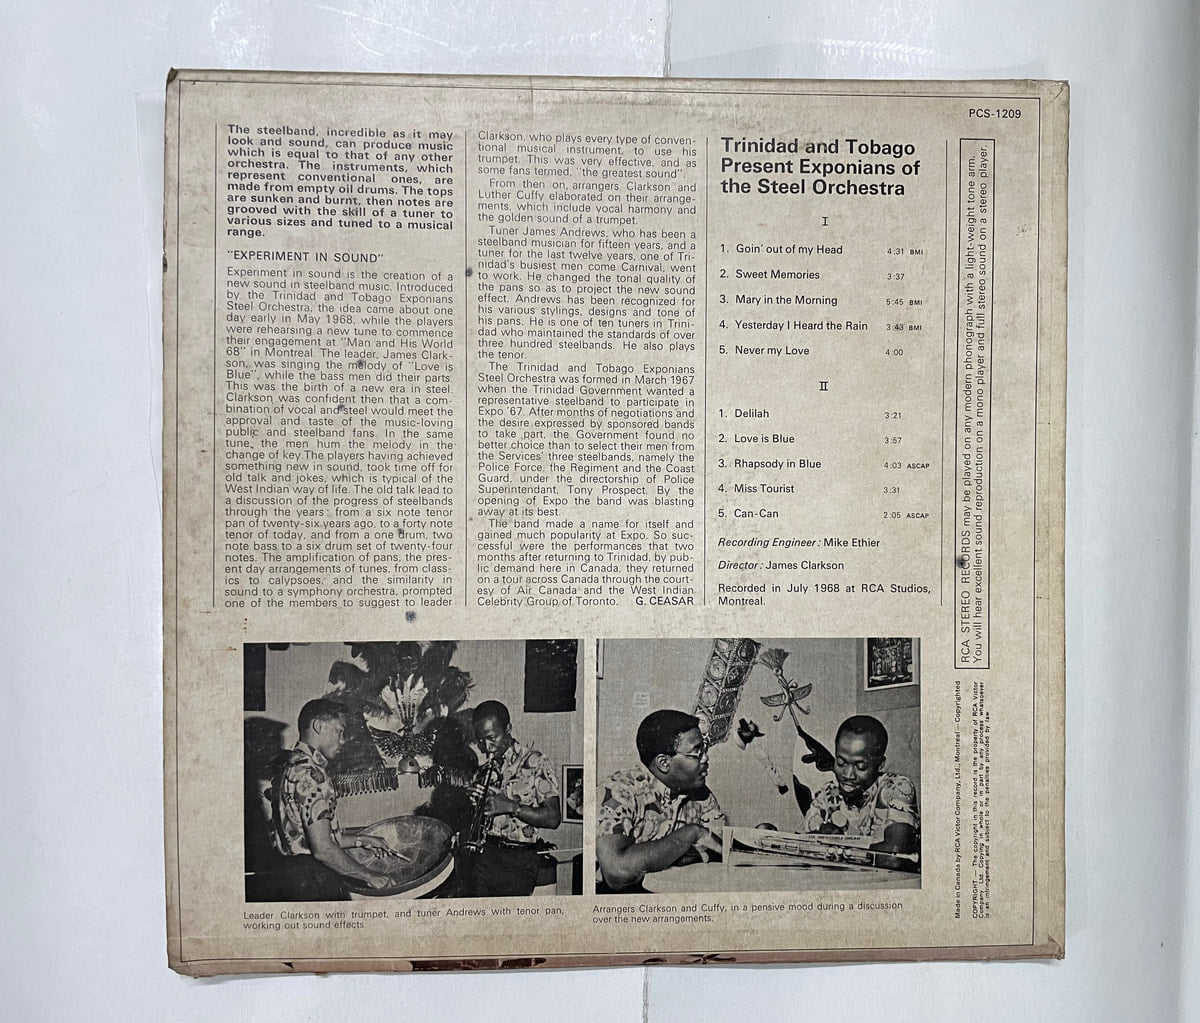 PCS-1209
The steelband, incredible as it may
look and sound, can produce music
which is equal to that of any other
orchestra. The instruments, which
represent conventional ones, are
made from empty oil drums. The tops
are sunken and burnt, then notes are
grooved with the skill of a tuner to
various sizes and tuned to a musical
range.
"EXPERIMENT IN SOUND"
Experiment in sound is the creation of a
new sound in steelband music. Introduced
by the Trinidad and Tobago Exponians
Steel Orchestra, the idea came about one
day early in May 1968, while the players
were rehearsing a new tune to commence
their engagement at "Man and His World
68" in Montreal. The leader, James Clark-
son, was singing the melody of "Love is
Blue", while the bass men did their parts.
This was the birth of a new era in steel.
Clarkson was confident then that a com-
bination of vocal and steel would meet the
approval and taste of the music-loving
public and steelband fans. In the same
tune, the men hum the melody in the
change of key. The players having achieved
something new in sound, took time off for
old talk and jokes, which is typical of the
West Indian way of life. The old talk lead to
a discussion of the progress of steelbands
through the years: from a six note tenor
pan of twenty-six years ago, to a forty note
tenor of today, and from a one drum, two
note bass to a six drum set of twenty-four
notes. The amplification of pans, the pres-
ent day arrangements of tunes, from class-
ics to calypsoes, and the similarity in
sound to a symphony orchestra, prompted
one of the members to suggest to leader
Clarkson, who plays every type of conven-
tional musical instrument, to use his
trumpet. This was very effective, and as
some fans termed, "the greatest sound".
From then on, arrangers Clarkson and
Luther Cuffy elaborated on their arrange-
ments, which include vocal harmony and
the golden sound of a trumpet.
Tuner James Andrews, who has been a
steelband musician for fifteen years, and a
tuner for the last twelve years, one of Tri-
nidad's busiest men come Carnival, went
to work. He changed the tonal quality of
the pans so as to project the new sound
effect. Andrews has been recognized for
his various stylings, designs and tone of
his pans. He is one of ten tuners in Trini-
dad who maintained the standards of over
three hundred steelbands. He also plays
the tenor.
The Trinidad and Tobago Exponians
Steel Orchestra was formed in March 1967
when the Trinidad Government wanted a
representative steelband to participate in
Expo '67. After months of negotiations and
the desire expressed by sponsored bands
to take part, the Government found no
better choice than to select their men from
the Services' three steelbands, namely the
Police Force, the Regiment and the Coast
Guard, under the directorship of Police
Superintendant, Tony Prospect. By the
opening of Expo the band was blasting
away at its best.
The band made a name for itself and
gained much popularity at Expo. So suc-
cessful were the performances that two
months after returning to Trinidad, by pub-
lic demand here in Canada, they returned
on a tour across Canada through the court-
esy of Air Canada and the West Indian
Celebrity Group of Toronto. G. CEASAR
Trinidad and Tobago
Present Exponians of
the Steel Orchestra
I
1. Goin' out of my Head 4:31 BMI
2. Sweet Memories 3:37
3. Mary in the Morning 5:45 BMI
4. Yesterday I Heard the Rain 3:43 BMI
5. Never my Love 4:00
II
1. Delilah 3:21
2. Love is Blue 3:57
3. Rhapsody in Blue 4:03 ASCAP
4. Miss Tourist 3:31
5. Can-Can 2:05 ASCAP
Recording Engineer: Mike Ethier
Director: James Clarkson
Recorded in July 1968 at RCA Studios,
Montreal.
RCA STEREO RECORDS may be played on any modern phonograph with a light-weight tone arm.
You will hear excellent sound reproduction on a mono player and full stereo sound on a stereo player.
Made in Canada by RCA Victor Company, Ltd., Montreal — Copyrighted
COPYRIGHT — The copyright in this record is the property of RCA Victor
Company, Ltd. Copying in whole or in part by any process whatsoever
is an infringement and subject to the penalties provided by law.
Leader Clarkson with trumpet, and tuner Andrews with tenor pan,
working out sound effects.
Arrangers Clarkson and Cuffy, in a pensive mood during a discussion
over the new arrangements.